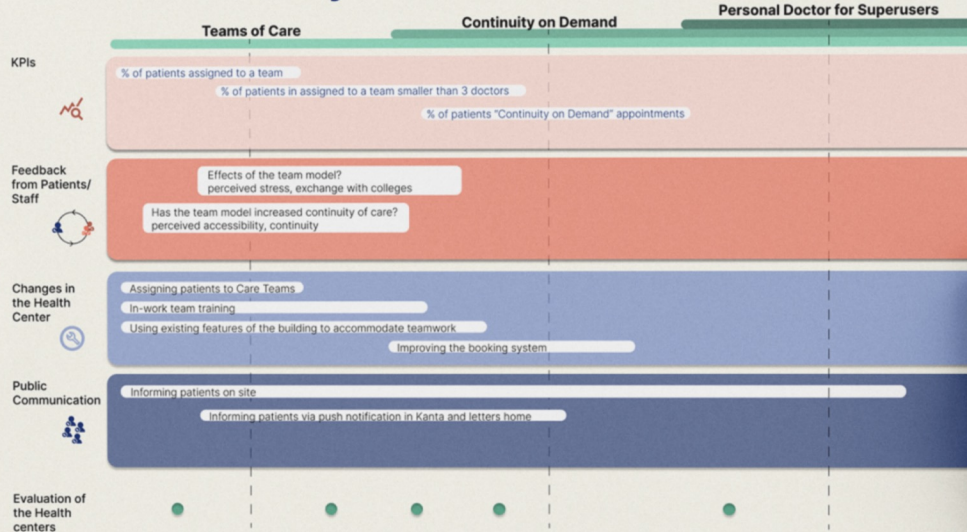 Personal Doctor for Superusers
Continuity on Demand
Teams of Care
KPIs
% of patients assigned to a team
% of patients in assigned to a team smaller than 3 doctors
% of patients "Continuity on Demand" appointments
Feedback
from Patients/
Staff
Effects of the team model?
perceived stress, exchange with colleges
Has the team model increased continuity of care?
perceived accessibility, continuity
Changes in
the Health
Center
Assigning patients to Care Teams
In-work team training
Using existing features of the building to accommodate teamwork
Improving the booking system
Public
Communication
Informing patients on site
Informing patients via push notification in Kanta and letters home
Evaluation of
the Health
centers